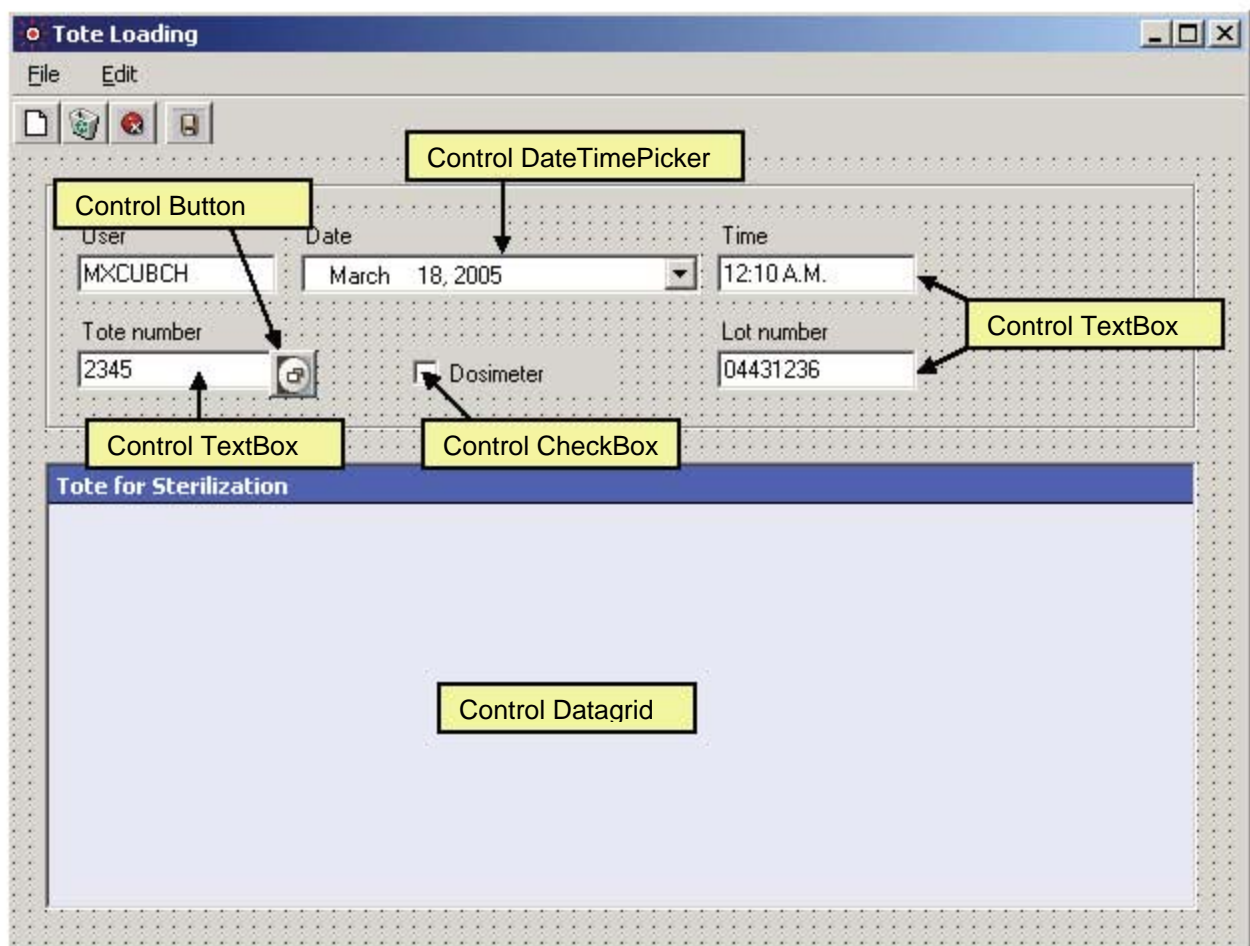 Tote Loading
File Edit
Control DateTimePicker
Control Button
User Date Time
MXCUBCH March 18, 2005 12:10 A.M.
Control TextBox
Tote number Lot number
2345 Dosimeter 04431236
Control TextBox Control CheckBox
Tote for Sterilization
Control Datagrid